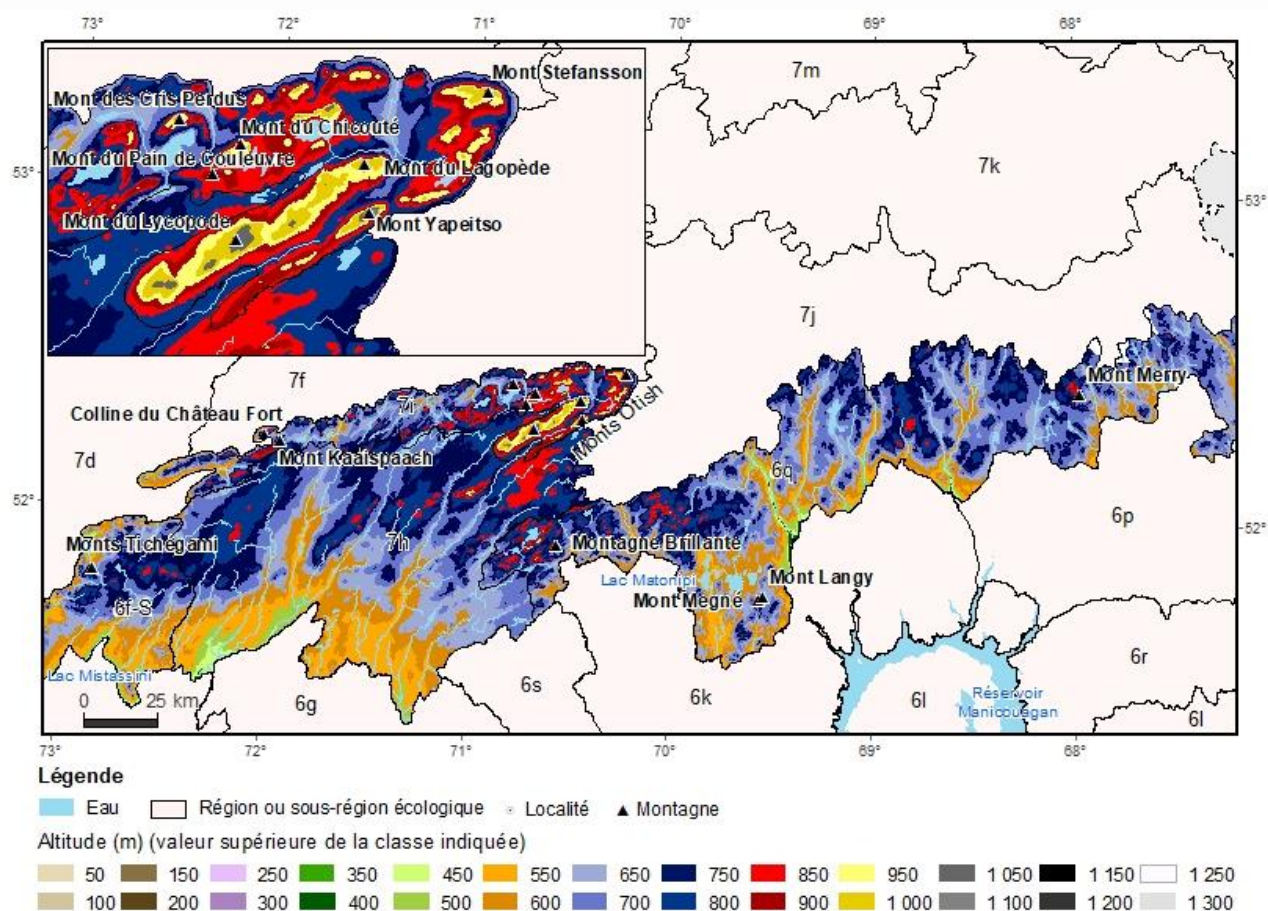 73° 72° 71° 70° 69° 68°
7m
Mont Stefansson
Mont des Cris Perdus
Mont du Chicouté
Mont du Pain de Couleuvre
Mont du Lagopède
7k
53°
53°
Mont du Lycopode
Mont Yapeitso
7j
7f
7i
Mont Merry
Colline du Château Fort
Monts Otish
7d
Mont Kaaispaach
6q
52°
52°
6p
7h
Monts Tichégami
Montagne Brillante
Lac Matonipi
Mont Langy
Mont Mégné
6f-S
Lac Mistassini
0 25 km
6g
6s
6k
6l
6r
Réservoir
Manicouagan
6l
73° 72° 71° 70° 69° 68°
Légende
Eau Région ou sous-région écologique Localité Montagne
Altitude (m) (valeur supérieure de la classe indiquée)
50 150 250 350 450 550 650 750 850 950 1 050 1 150 1 250
100 200 300 400 500 600 700 800 900 1 000 1 100 1 200 1 300